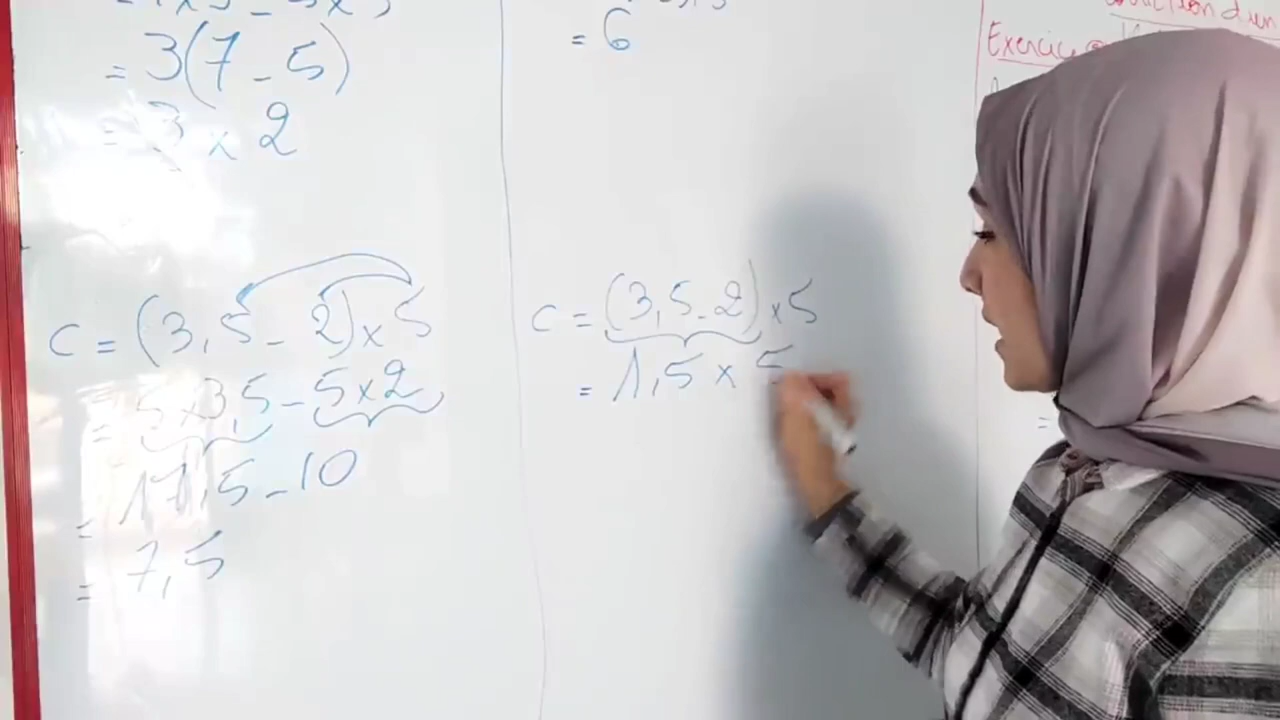 = 3(7 - 5)
= 3 x 2
C = (3,5 - 2) x 5
= 5 x 3,5 - 5 x 2
= 17,5 - 10
= 7,5
= 6
C = (3,5 - 2) x 5
= 1,5 x 5
Exercice